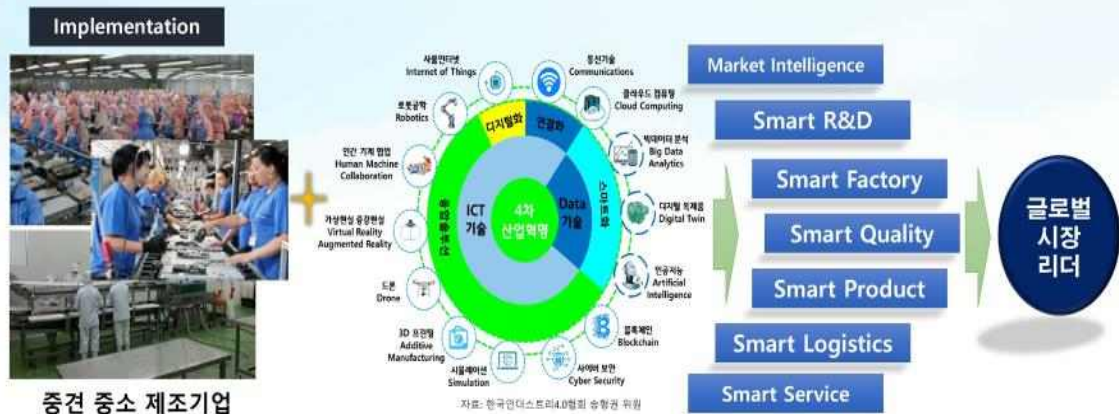 Implementation
중견 중소 제조기업
사물인터넷
Internet of Things
통신기술
Communications
로봇공학
Robotics
클라우드 컴퓨팅
Cloud Computing
인간 기계 협업
Human Machine
Collaboration
빅데이터 분석
Big Data
Analytics
가상현실 증강현실
Virtual Reality
Augmented Reality
디지털
Digital Twin
드론
Drone
인공지능
Artificial
Intelligence
3D 프린팅
Additive
Manufacturing
블록체인
Blockchain
시뮬레이션
Simulation
사이버 보안
Cyber Security
디지털화
연결화
스마트화
융합솔루션
ICT
기술
Data
기술
4차
산업혁명
자료: 한국인더스트리4.0협회 송형권 위원
Market Intelligence
Smart R&D
Smart Factory
Smart Quality
Smart Product
Smart Logistics
Smart Service
글로벌
시장
리더